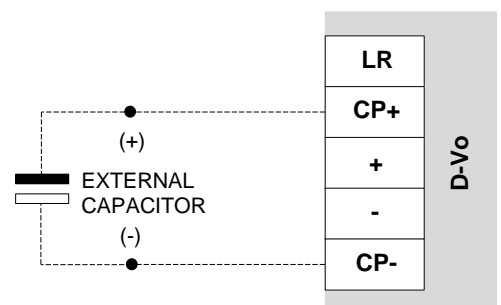 LR
CP+
(+)
+
D-Vo
EXTERNAL
CAPACITOR
-
(-)
CP-